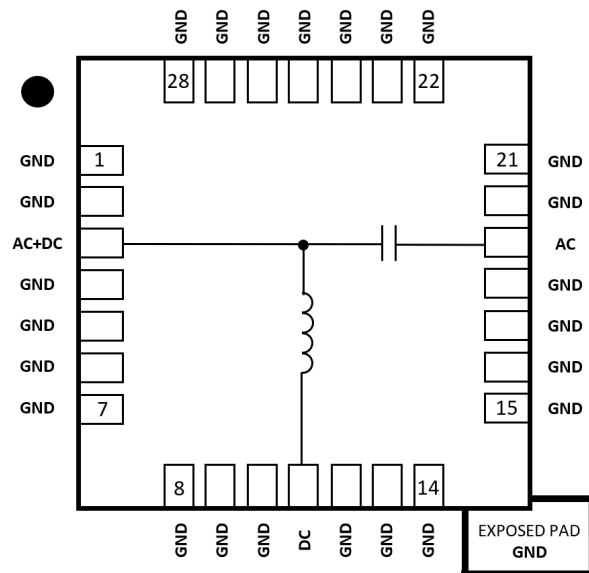 GND GND GND GND GND GND GND
28 22
GND 1 21 GND
GND GND
AC+DC AC
GND GND
GND GND
GND GND
GND 7 15 GND
8 14
GND GND GND DC GND GND GND
EXPOSED PAD
GND